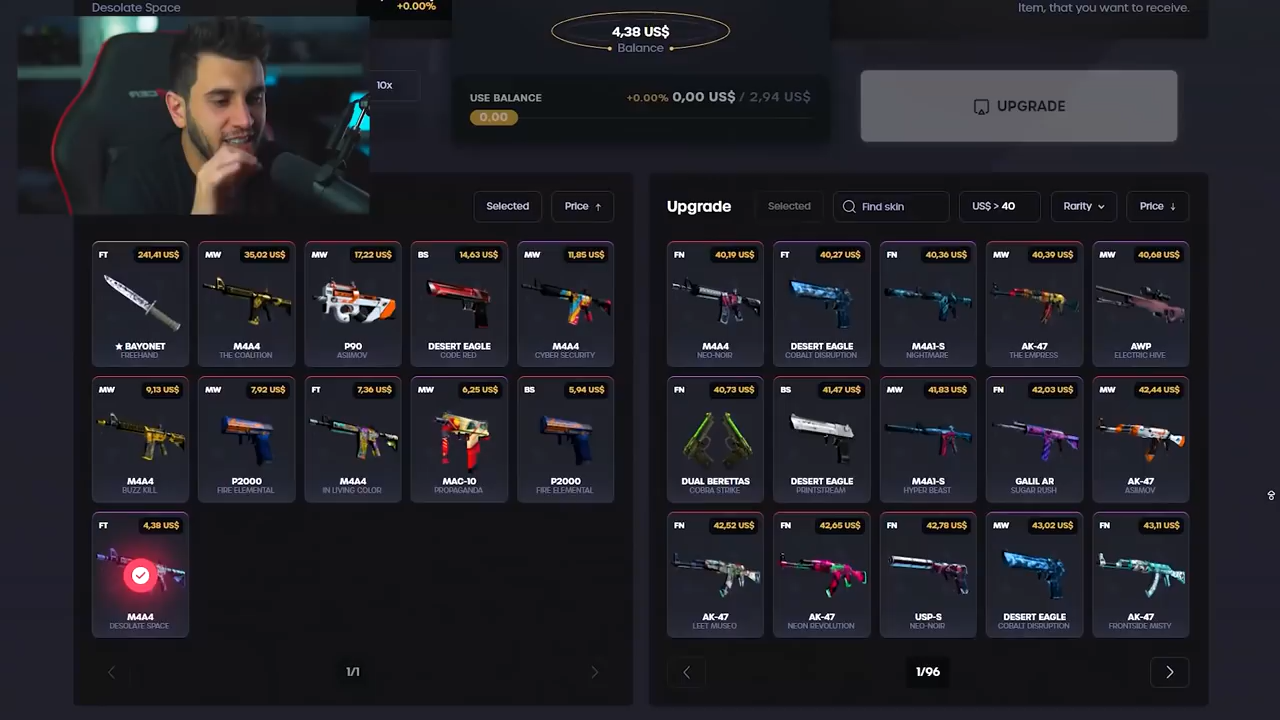 Desolate Space
+0.00%
Item, that you want to receive.
4,38 US$
Balance
10x
USE BALANCE
+0.00% 0,00 US$ / 2,94 US$
0,00
UPGRADE
Selected
Price ↑
Upgrade
Selected
Find skin
US$ > 40
Rarity
Price ↓
FT 241,41 US$
★ BAYONET
FREEHAND
MW 35,02 US$
M4A4
THE COALITION
MW 17,22 US$
P90
ASIIMOV
BS 14,63 US$
DESERT EAGLE
CODE RED
MW 11,85 US$
M4A4
CYBER SECURITY
MW 9,13 US$
M4A4
BUZZ KILL
MW 7,92 US$
P2000
FIRE ELEMENTAL
FT 7,36 US$
M4A4
IN LIVING COLOR
MW 6,25 US$
MAC-10
PROPAGANDA
BS 5,94 US$
P2000
FIRE ELEMENTAL
FT 4,38 US$
M4A4
DESOLATE SPACE
1/1
FN 40,19 US$
M4A4
NEO-NOIR
FT 40,27 US$
DESERT EAGLE
COBALT DISRUPTION
FN 40,36 US$
M4A1-S
NIGHTMARE
MW 40,39 US$
AK-47
THE EMPRESS
MW 40,68 US$
AWP
ELECTRIC HIVE
FN 40,73 US$
DUAL BERETTAS
COBRA STRIKE
BS 41,47 US$
DESERT EAGLE
PRINTSTREAM
MW 41,83 US$
M4A1-S
HYPER BEAST
FN 42,03 US$
GALIL AR
SUGAR RUSH
MW 42,44 US$
AK-47
ASIIMOV
FN 42,52 US$
AK-47
LEET MUSEO
FN 42,65 US$
AK-47
NEON REVOLUTION
FN 42,78 US$
USP-S
NEO-NOIR
MW 43,02 US$
DESERT EAGLE
COBALT DISRUPTION
FN 43,11 US$
AK-47
FRONTSIDE MISTY
1/96